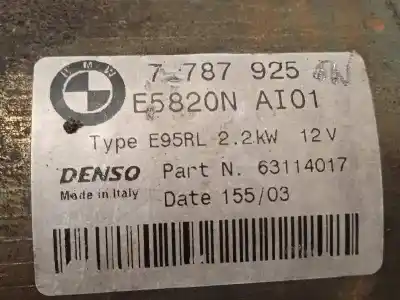 BMW
7 787 925
E5820N AI01
Type E95RL 2.2kW 12V
DENSO Part N. 63114017
Made in Italy
Date 155/03